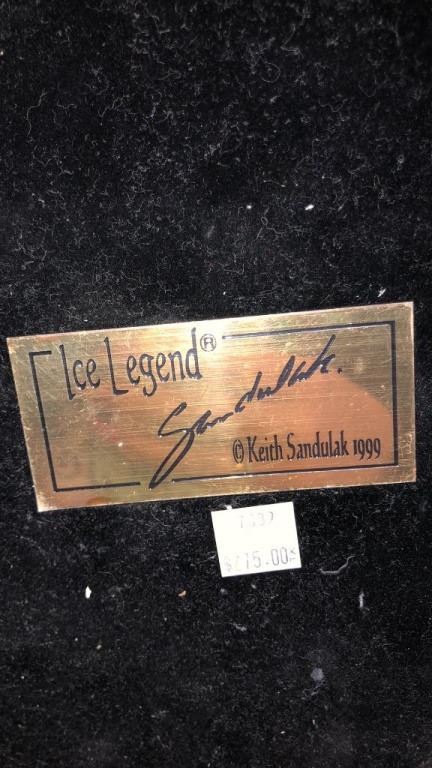 Ice Legend®
Sandulak.
© Keith Sandulak 1999